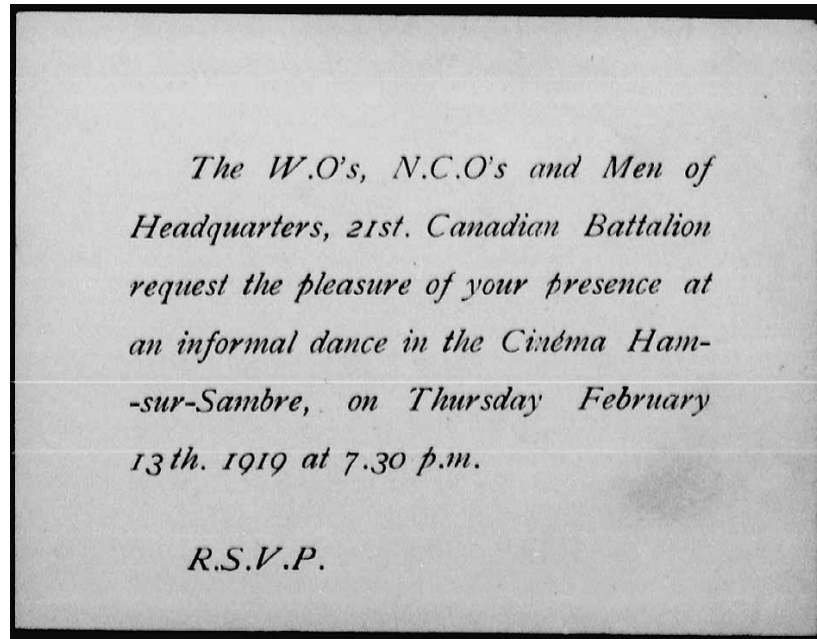 The W.O's, N.C.O's and Men of
Headquarters, 21st. Canadian Battalion
request the pleasure of your presence at
an informal dance in the Cinéma Ham-
-sur-Sambre, on Thursday February
13th. 1919 at 7.30 p.m.
R.S.V.P.